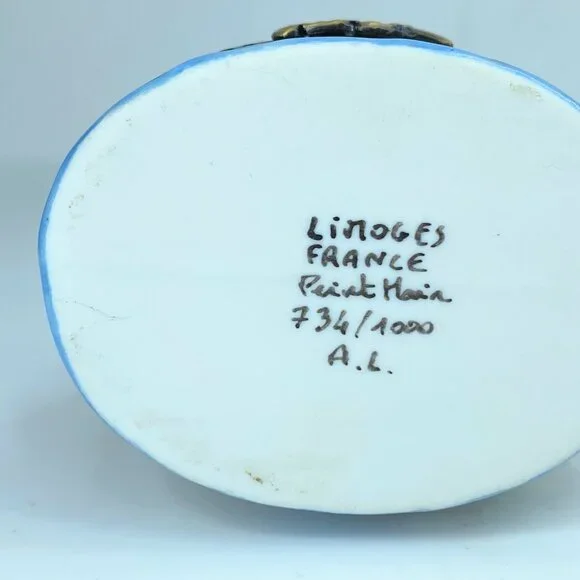 LiMOGES
FRANCE
Peint Main
734/1000
A.L.